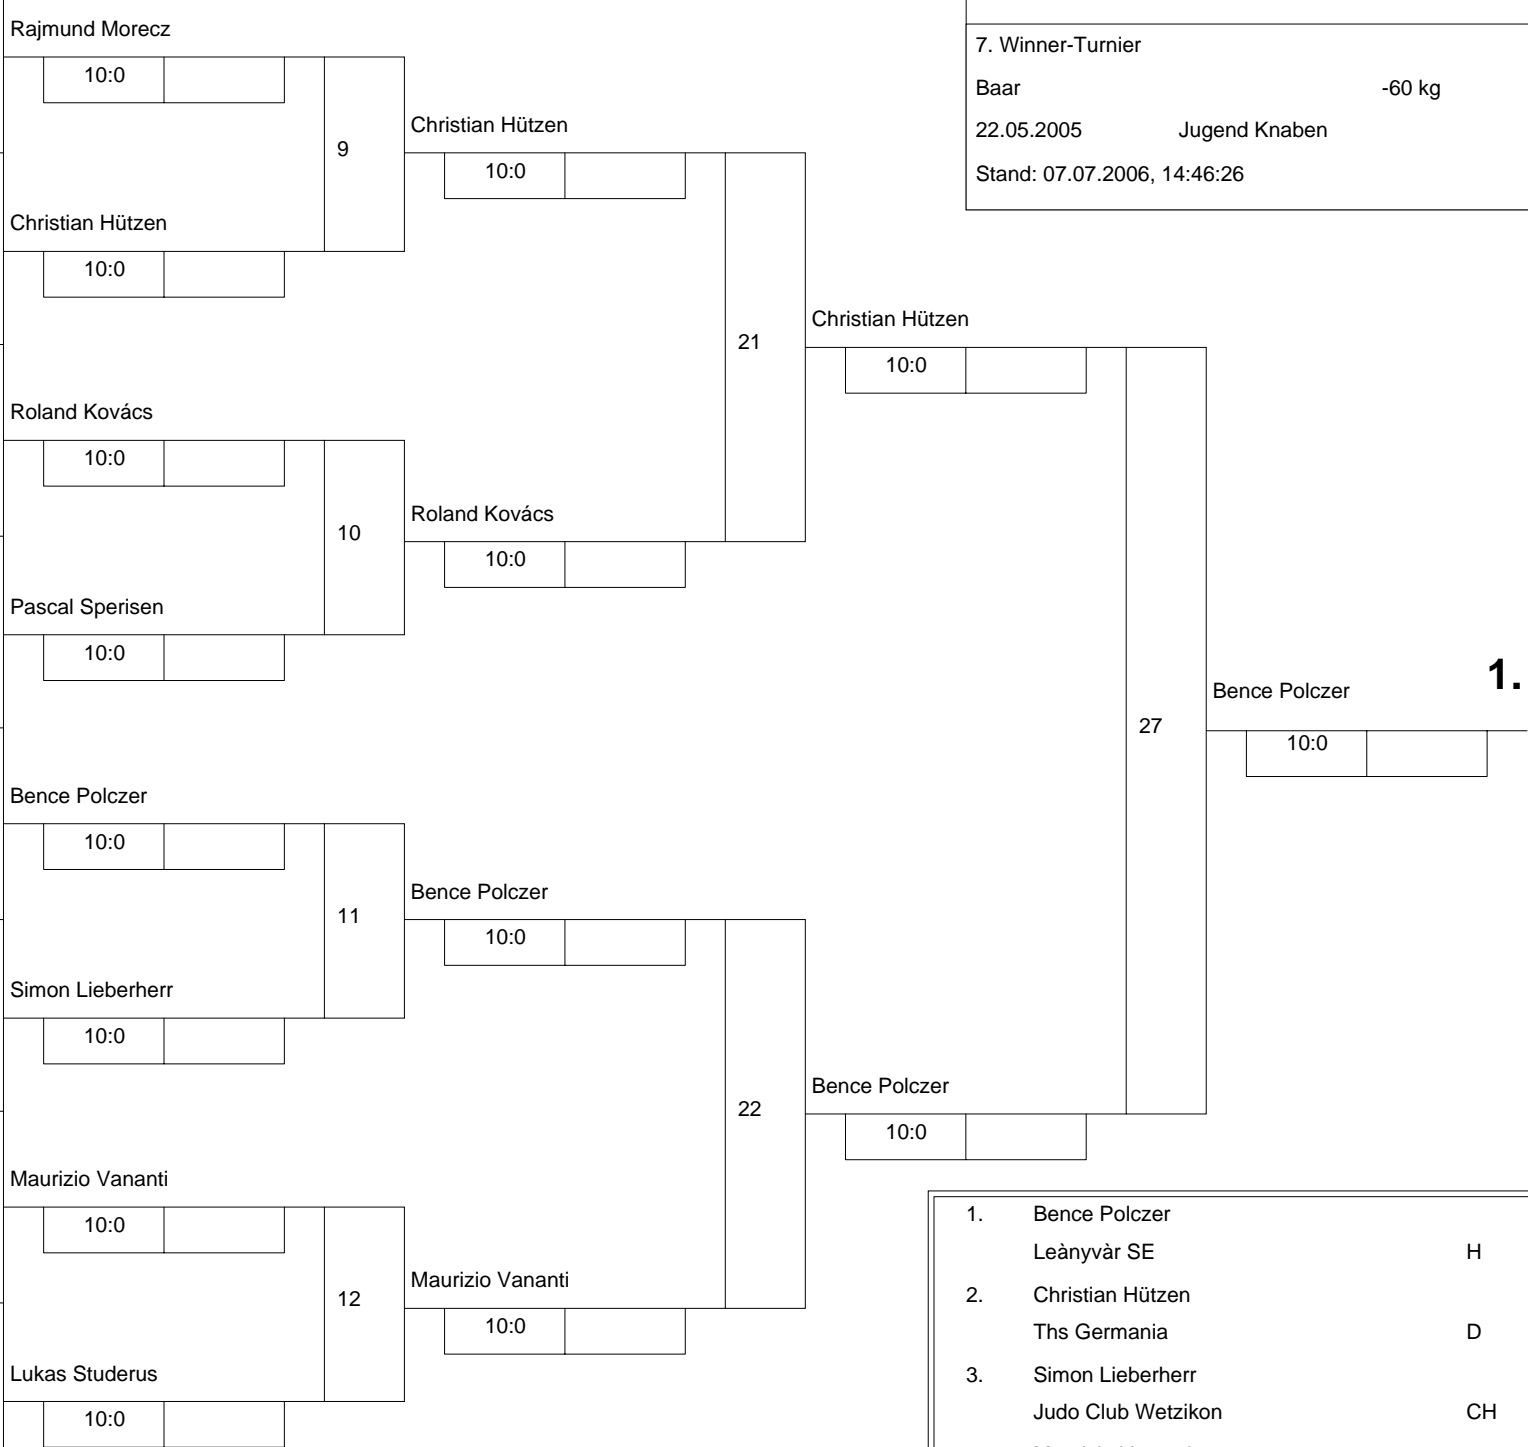 Rajmund Morecz
10:0
9
Christian Hützen
10:0
Christian Hützen
10:0
7. Winner-Turnier
Baar -60 kg
22.05.2005 Jugend Knaben
Stand: 07.07.2006, 14:46:26
21
Christian Hützen
10:0
Roland Kovács
10:0
10
Roland Kovács
10:0
Pascal Sperisen
10:0
27
Bence Polczer 1.
10:0
Bence Polczer
10:0
11
Bence Polczer
10:0
Simon Lieberherr
10:0
22
Bence Polczer
10:0
Maurizio Vananti
10:0
12
Maurizio Vananti
10:0
Lukas Studerus
10:0
1. Bence Polczer
Leànyvàr SE H
2. Christian Hützen
Ths Germania D
3. Simon Lieberherr
Judo Club Wetzikon CH